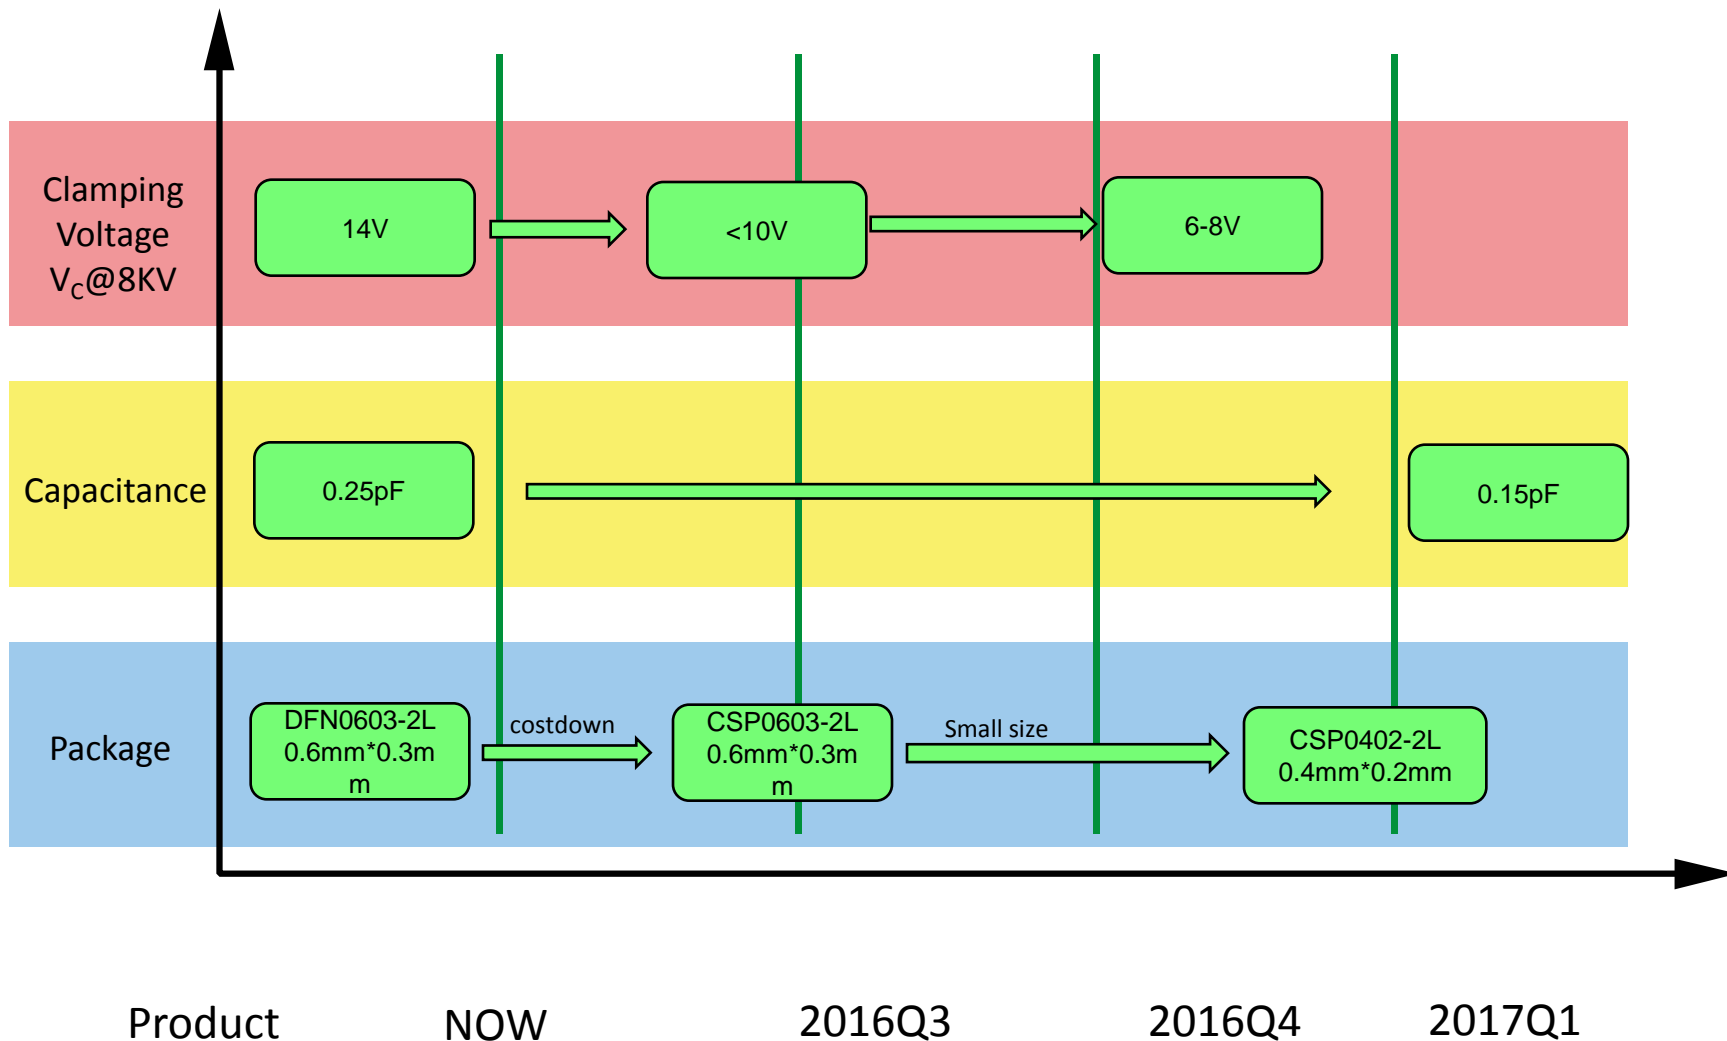 Clamping
Voltage
VC@8KV
14V
<10V
6-8V
Capacitance
0.25pF
0.15pF
Package
DFN0603-2L
0.6mm*0.3m
m
costdown
CSP0603-2L
0.6mm*0.3m
m
Small size
CSP0402-2L
0.4mm*0.2mm
Product
NOW
2016Q3
2016Q4
2017Q1